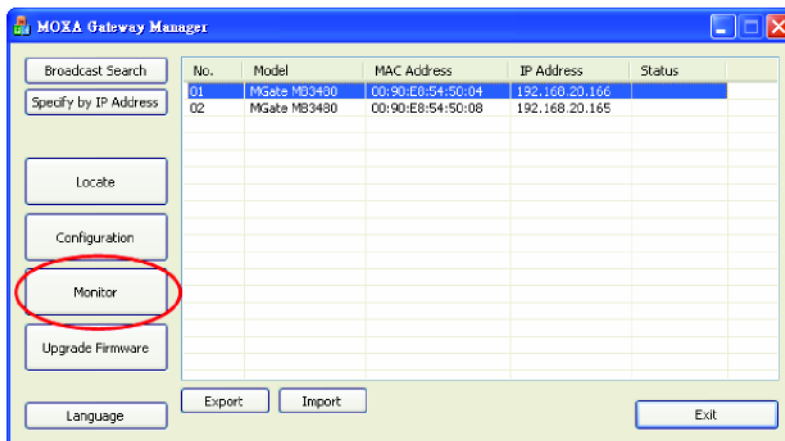 MOXA Gateway Manager
Broadcast Search
Specify by IP Address
Locate
Configuration
Monitor
Upgrade Firmware
Language
No. Model MAC Address IP Address Status
01 MGate MB3480 00:90:E8:54:50:04 192.168.20.166
02 MGate MB3480 00:90:E8:54:50:08 192.168.20.165
Export Import
Exit